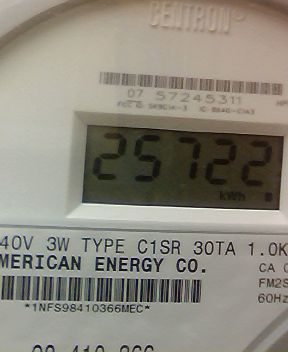 CENTRON
07 57245311
25722
kWh
40V 3W TYPE C1SR 30TA 1.0K
MERICAN ENERGY CO.
CA 
FM2S
60Hz
*1NFS98410366MEC*